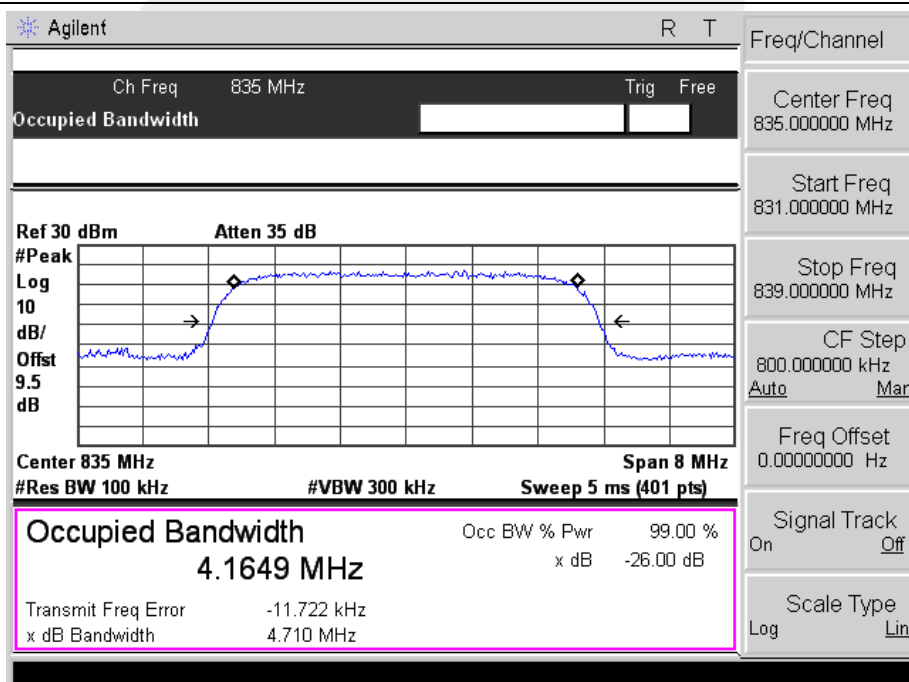 Agilent R T
Ch Freq 835 MHz Trig Free
Occupied Bandwidth
Ref 30 dBm Atten 35 dB
#Peak
Log
10
dB/
Offst
9.5
dB
Center 835 MHz Span 8 MHz
#Res BW 100 kHz #VBW 300 kHz Sweep 5 ms (401 pts)
Occupied Bandwidth
4.1649 MHz
Occ BW % Pwr 99.00 %
x dB -26.00 dB
Transmit Freq Error -11.722 kHz
x dB Bandwidth 4.710 MHz
Freq/Channel
Center Freq
835.000000 MHz
Start Freq
831.000000 MHz
Stop Freq
839.000000 MHz
CF Step
800.000000 kHz
Auto Man
Freq Offset
0.00000000 Hz
Signal Track
On Off
Scale Type
Log Lin